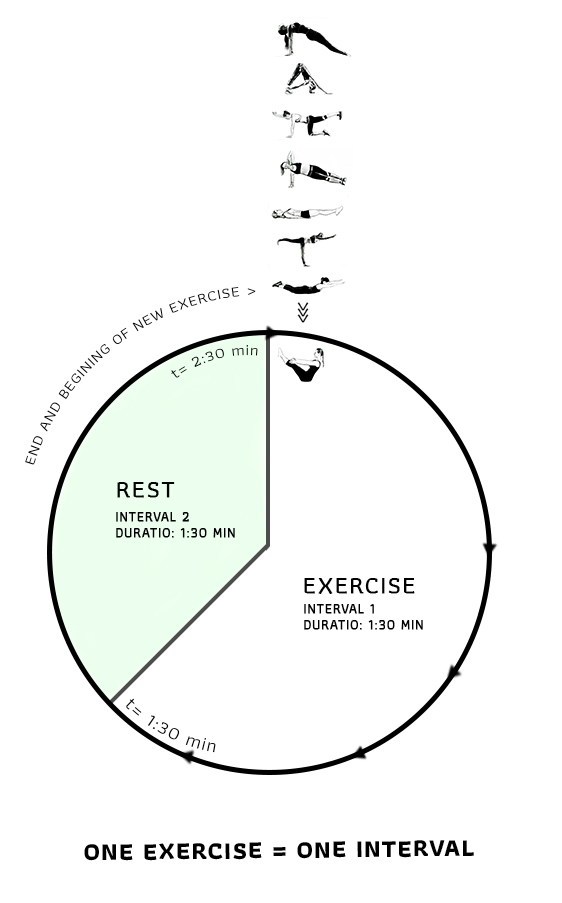 END AND BEGINING OF NEW EXERCISE >
t= 2:30 min
REST
INTERVAL 2
DURATIO: 1:30 MIN
EXERCISE
INTERVAL 1
DURATIO: 1:30 MIN
t= 1:30 min
ONE EXERCISE = ONE INTERVAL